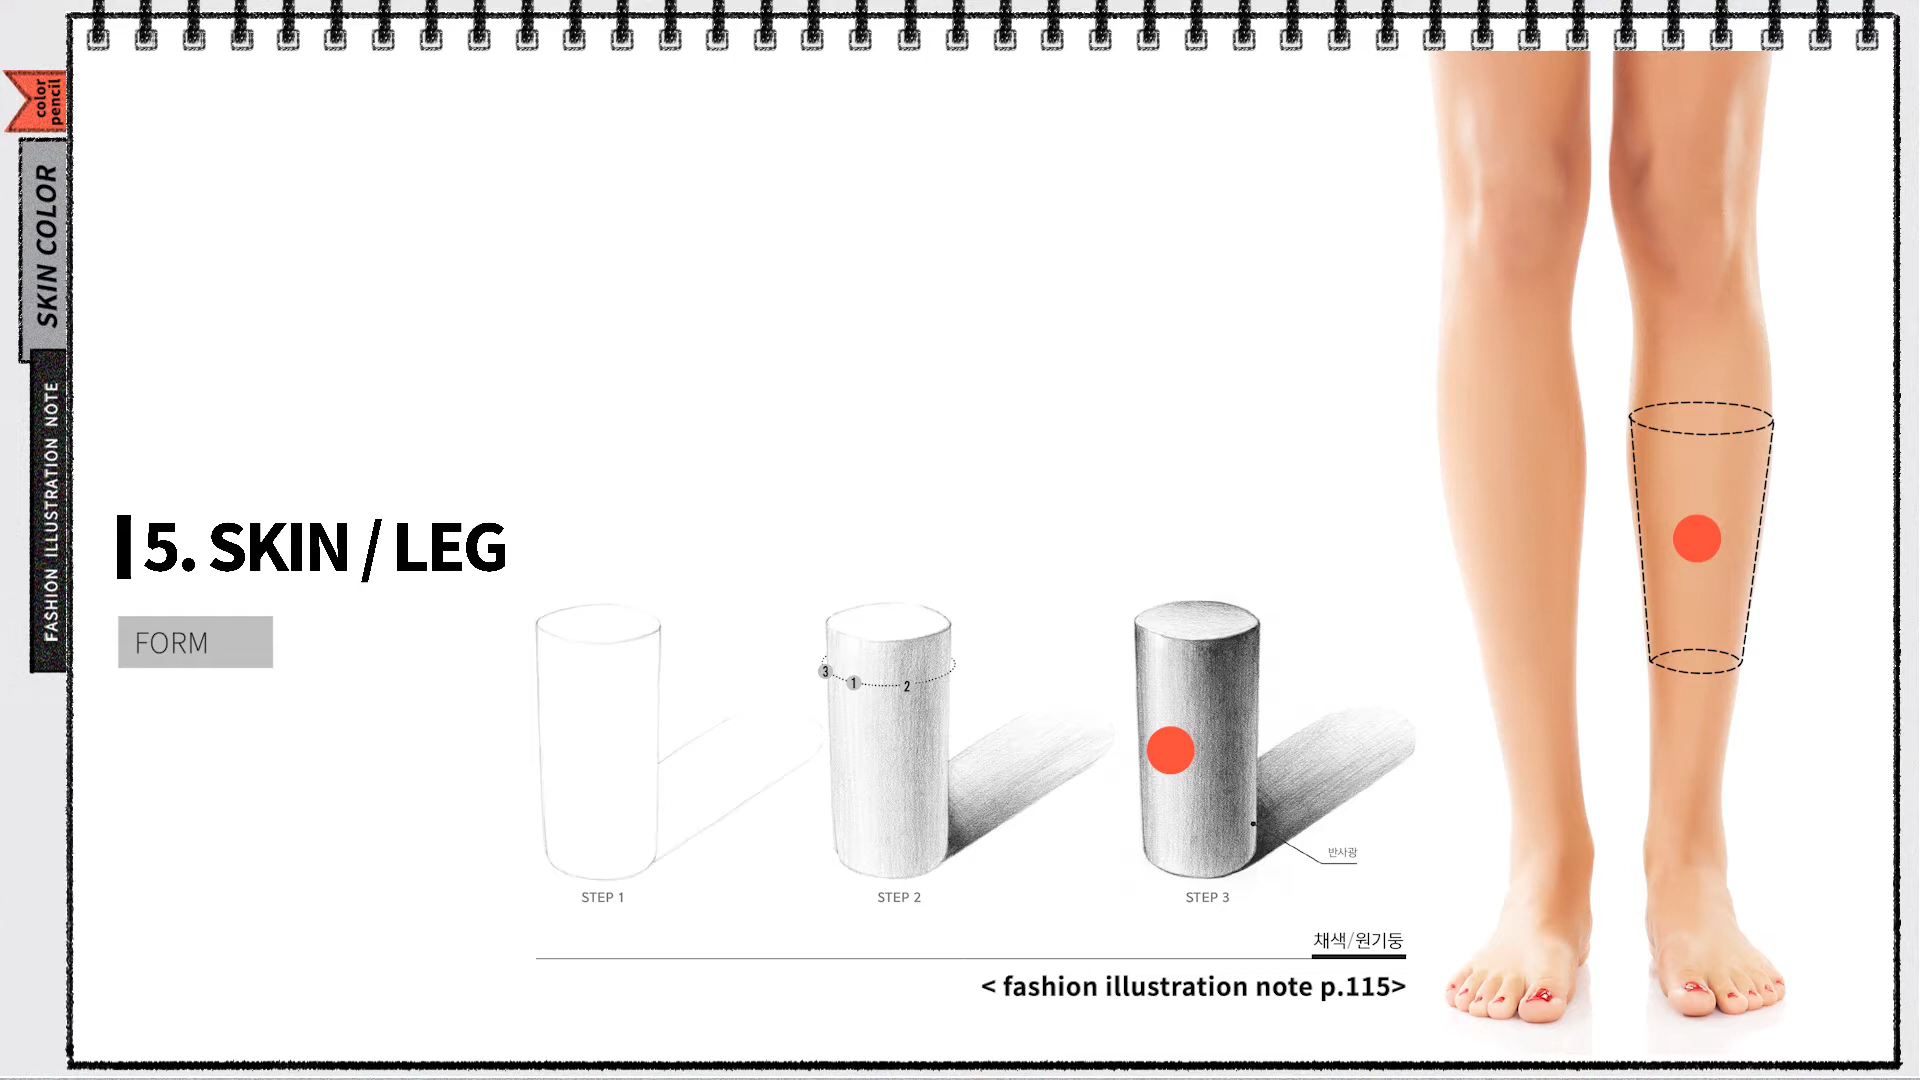 color
pencil
SKIN COLOR
FASHION ILLUSTRATION NOTE
5. SKIN / LEG
FORM
3
1
2
반사광
STEP 1
STEP 2
STEP 3
채색/원기둥
< fashion illustration note p.115>